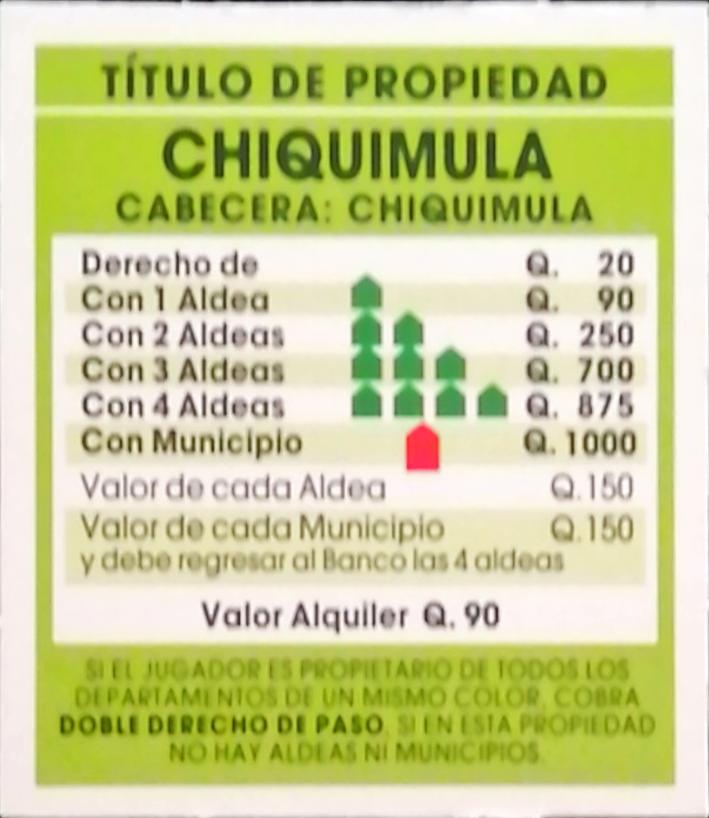 TÍTULO DE PROPIEDAD
CHIQUIMULA
CABECERA: CHIQUIMULA
Derecho de Q. 20
Con 1 Aldea Q. 90
Con 2 Aldeas Q. 250
Con 3 Aldeas Q. 700
Con 4 Aldeas Q. 875
Con Municipio Q. 1000
Valor de cada Aldea Q.150
Valor de cada Municipio Q.150
y debe regresar al Banco las 4 aldeas
Valor Alquiler Q. 90
SI EL JUGADOR ES PROPIETARIO DE TODOS LOS
DEPARTAMENTOS DE UN MISMO COLOR, COBRA
DOBLE DERECHO DE PASO, SI EN ESTA PROPIEDAD
NO HAY ALDEAS NI MUNICIPIOS.